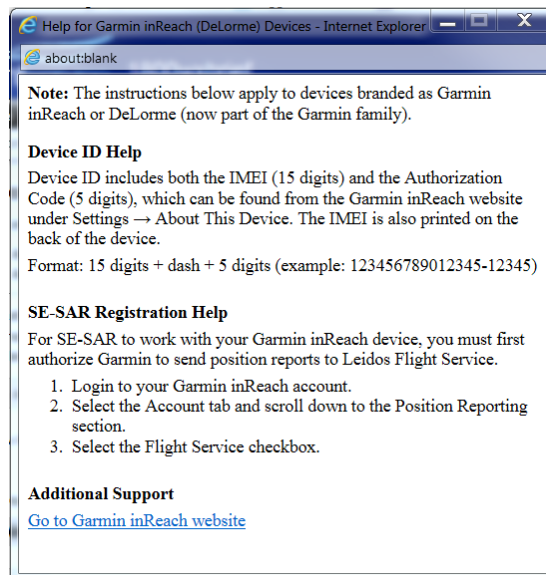 Help for Garmin inReach (DeLorme) Devices - Internet Explorer
about:blank
Note: The instructions below apply to devices branded as Garmin
inReach or DeLorme (now part of the Garmin family).
Device ID Help
Device ID includes both the IMEI (15 digits) and the Authorization
Code (5 digits), which can be found from the Garmin inReach website
under Settings → About This Device. The IMEI is also printed on the
back of the device.
Format: 15 digits + dash + 5 digits (example: 123456789012345-12345)
SE-SAR Registration Help
For SE-SAR to work with your Garmin inReach device, you must first
authorize Garmin to send position reports to Leidos Flight Service.
1. Login to your Garmin inReach account.
2. Select the Account tab and scroll down to the Position Reporting
section.
3. Select the Flight Service checkbox.
Additional Support
Go to Garmin inReach website